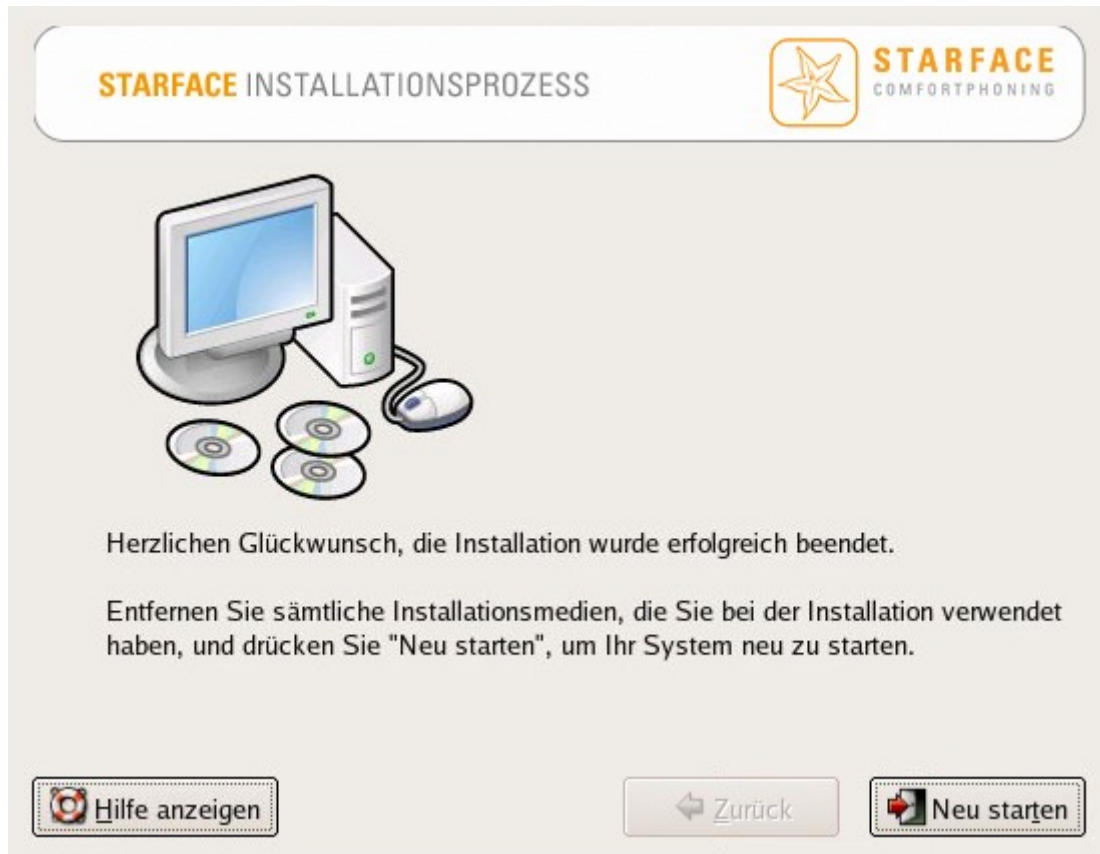 STARFACE INSTALLATIONSPROZESS
STARFACE
COMFORTPHONING
Herzlichen Glückwunsch, die Installation wurde erfolgreich beendet.
Entfernen Sie sämtliche Installationsmedien, die Sie bei der Installation verwendet
haben, und drücken Sie "Neu starten", um Ihr System neu zu starten.
Hilfe anzeigen
Zurück
Neu starten